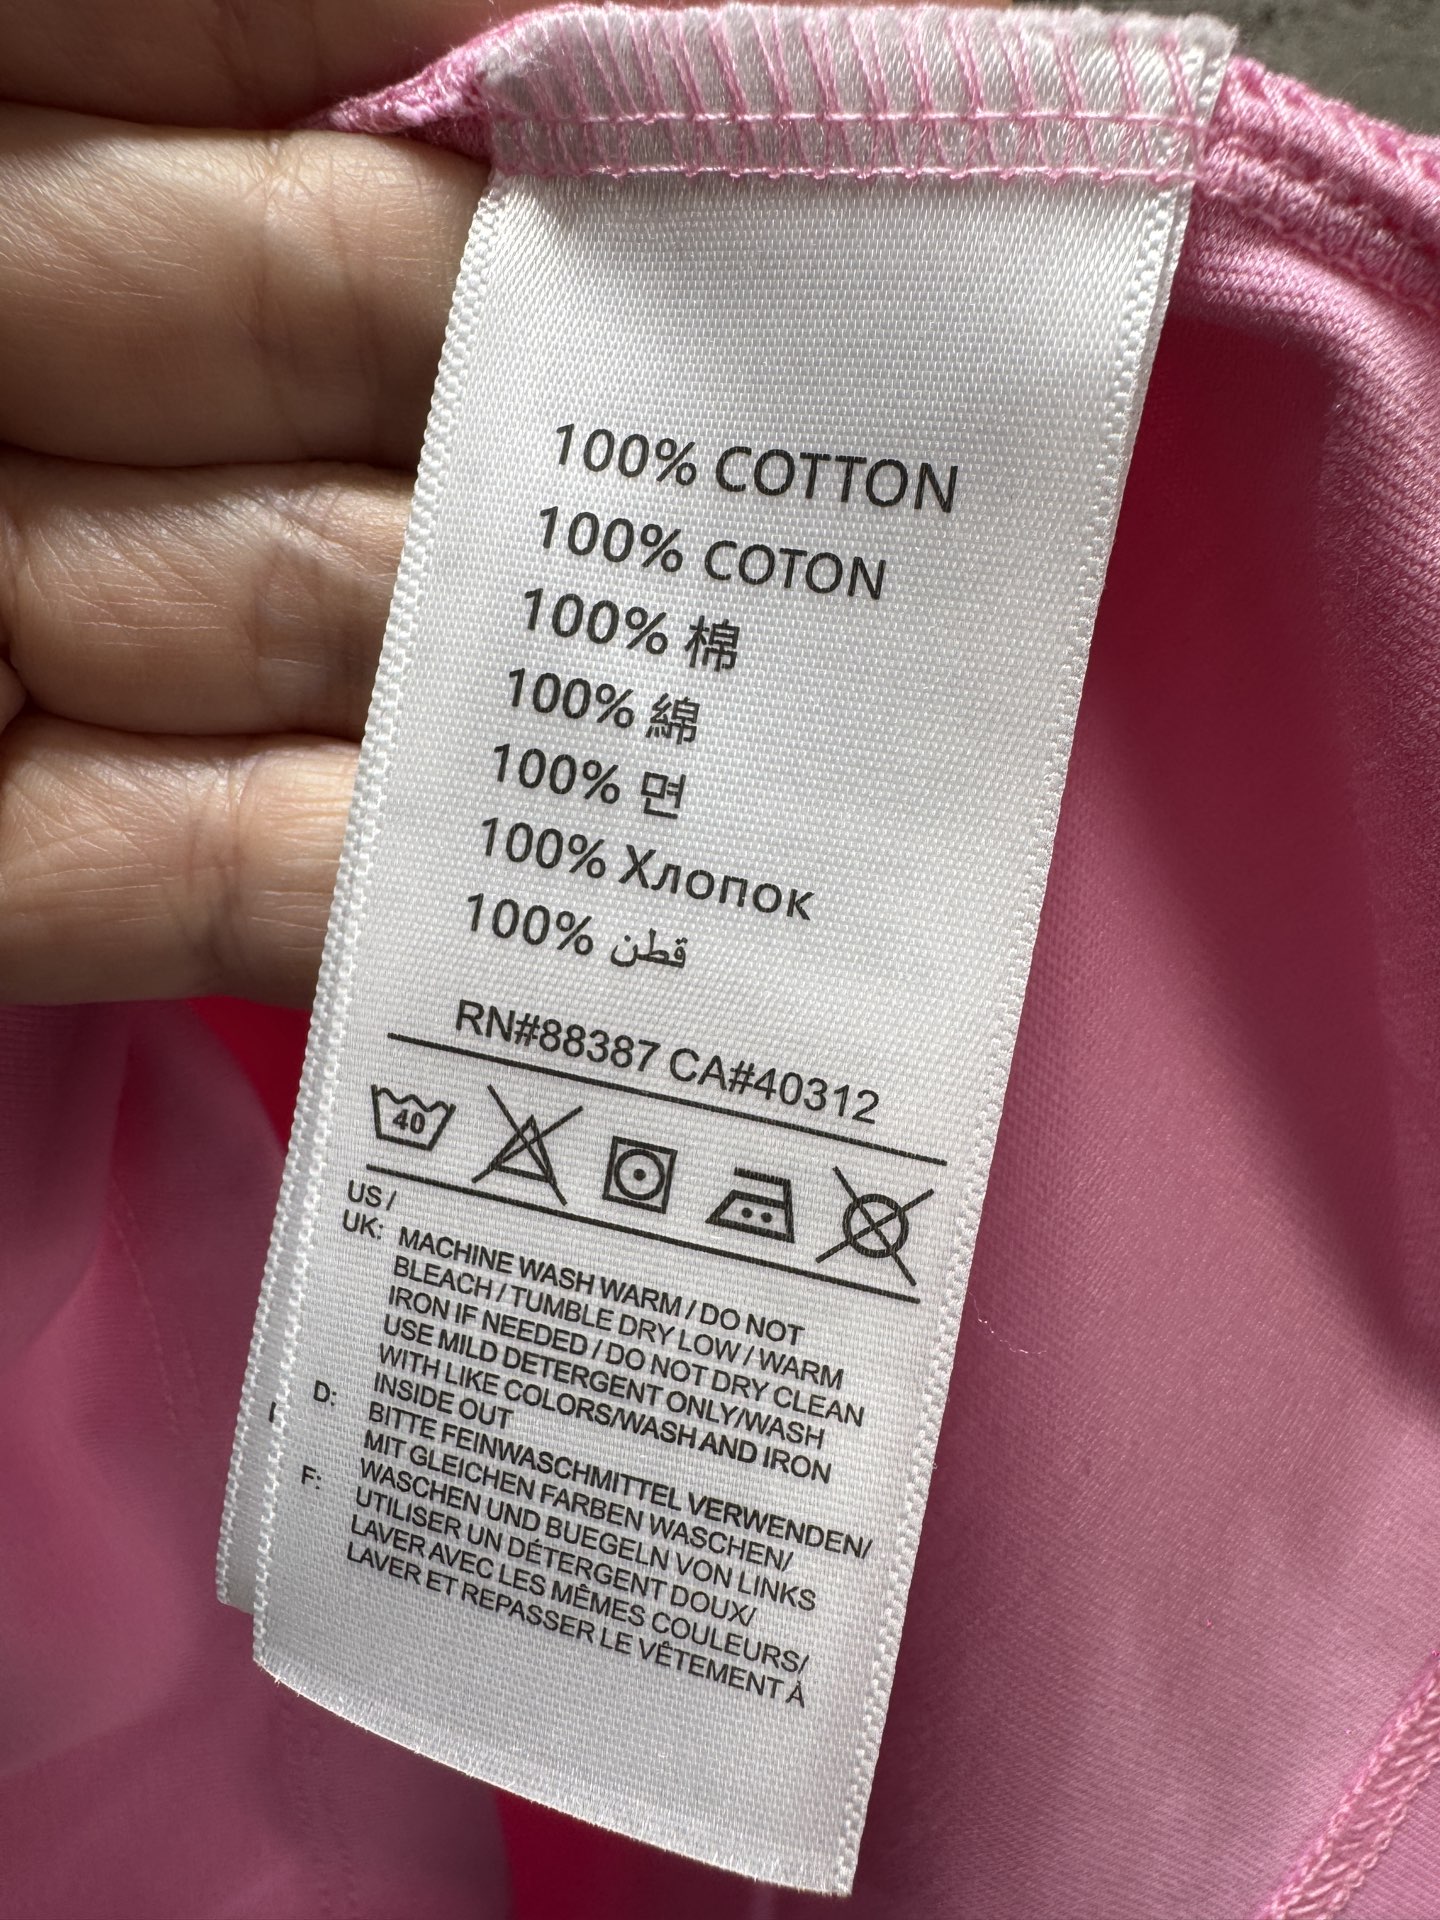 100% COTTON
100% COTON
100% 棉
100% 綿
100% 면
100% Хлопок
100% قطن
RN#88387 CA#40312
40
US /
UK: MACHINE WASH WARM / DO NOT
BLEACH / TUMBLE DRY LOW / WARM
IRON IF NEEDED / DO NOT DRY CLEAN
USE MILD DETERGENT ONLY/WASH
WITH LIKE COLORS/WASH AND IRON
INSIDE OUT
D: BITTE FEINWASCHMITTEL VERWENDEN/
MIT GLEICHEN FARBEN WASCHEN/
WASCHEN UND BUEGELN VON LINKS
F: UTILISER UN DÉTERGENT DOUX/
LAVER AVEC LES MÊMES COULEURS/
LAVER ET REPASSER LE VÊTEMENT À